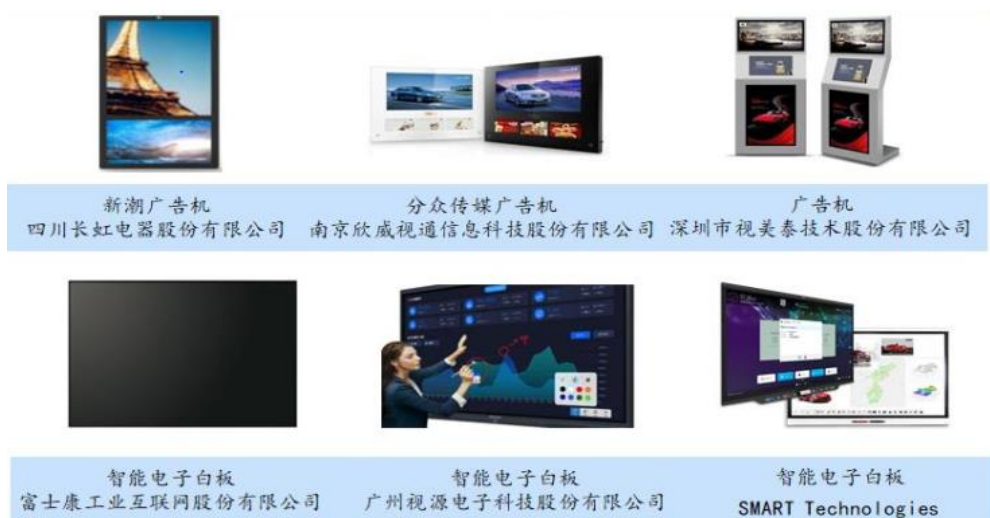 新潮广告机
四川长虹电器股份有限公司
分众传媒广告机
南京欣威视通信息科技股份有限公司
广告机
深圳市视美泰技术股份有限公司
智能电子白板
富士康工业互联网股份有限公司
智能电子白板
广州视源电子科技股份有限公司
智能电子白板
SMART Technologies